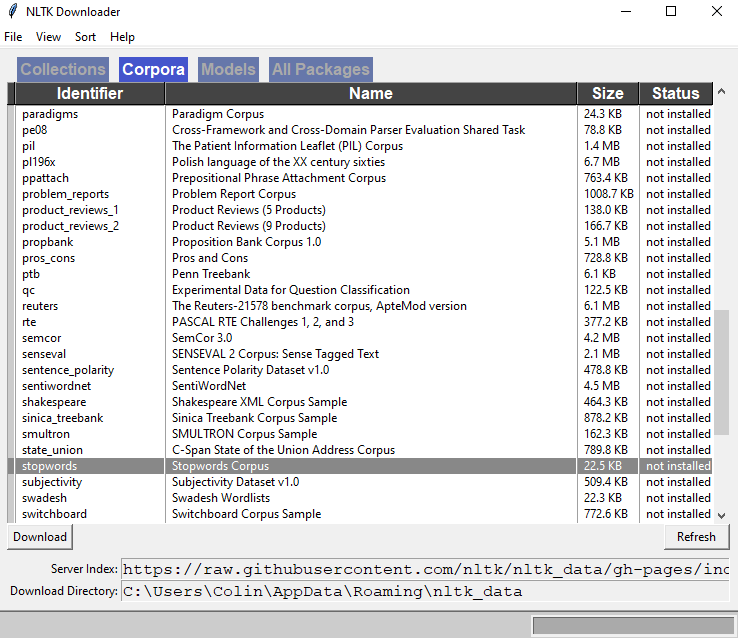 NLTK Downloader
File View Sort Help
Collections Corpora Models All Packages
Identifier Name Size Status
paradigms Paradigm Corpus 24.3 KB not installed
pe08 Cross-Framework and Cross-Domain Parser Evaluation Shared Task 78.8 KB not installed
pil The Patient Information Leaflet (PIL) Corpus 1.4 MB not installed
pl196x Polish language of the XX century sixties 6.7 MB not installed
ppattach Prepositional Phrase Attachment Corpus 763.4 KB not installed
problem_reports Problem Report Corpus 1008.7 KB not installed
product_reviews_1 Product Reviews (5 Products) 138.0 KB not installed
product_reviews_2 Product Reviews (9 Products) 166.7 KB not installed
propbank Proposition Bank Corpus 1.0 5.1 MB not installed
pros_cons Pros and Cons 728.8 KB not installed
ptb Penn Treebank 6.1 KB not installed
qc Experimental Data for Question Classification 122.5 KB not installed
reuters The Reuters-21578 benchmark corpus, ApteMod version 6.1 MB not installed
rte PASCAL RTE Challenges 1, 2, and 3 377.2 KB not installed
semcor SemCor 3.0 4.2 MB not installed
senseval SENSEVAL 2 Corpus: Sense Tagged Text 2.1 MB not installed
sentence_polarity Sentence Polarity Dataset v1.0 478.8 KB not installed
sentiwordnet SentiWordNet 4.5 MB not installed
shakespeare Shakespeare XML Corpus Sample 464.3 KB not installed
sinica_treebank Sinica Treebank Corpus Sample 878.2 KB not installed
smultron SMULTRON Corpus Sample 162.3 KB not installed
state_union C-Span State of the Union Address Corpus 789.8 KB not installed
stopwords Stopwords Corpus 22.5 KB not installed
subjectivity Subjectivity Dataset v1.0 509.4 KB not installed
swadesh Swadesh Wordlists 22.3 KB not installed
switchboard Switchboard Corpus Sample 772.6 KB not installed
Download Refresh
Server Index: https://raw.githubusercontent.com/nltk/nltk_data/gh-pages/ind
Download Directory: C:\Users\Colin\AppData\Roaming\nltk_data